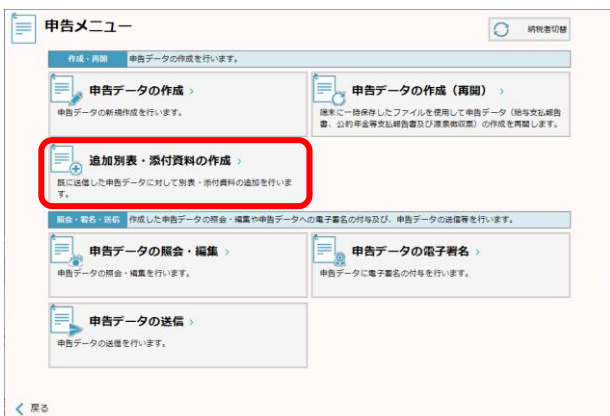 申告メニュー
納税者切替
作成・再開 申告データの作成を行います。
申告データの作成 >
申告データの新規作成を行います。
申告データの作成（再開） >
端末に一時保存したファイルを使用して申告データ（給与支払報告
書、公的年金等支払報告書及び源泉徴収票）の作成を再開します。
追加別表・添付資料の作成 >
既に送信した申告データに対して別表・添付資料の追加を行いま
す。
照会・署名・送信 作成した申告データの照会・編集や申告データへの電子署名の付与及び、申告データの送信等を行います。
申告データの照会・編集 >
申告データの照会・編集を行います。
申告データの電子署名 >
申告データに電子署名の付与を行います。
申告データの送信 >
申告データの送信を行います。
戻る